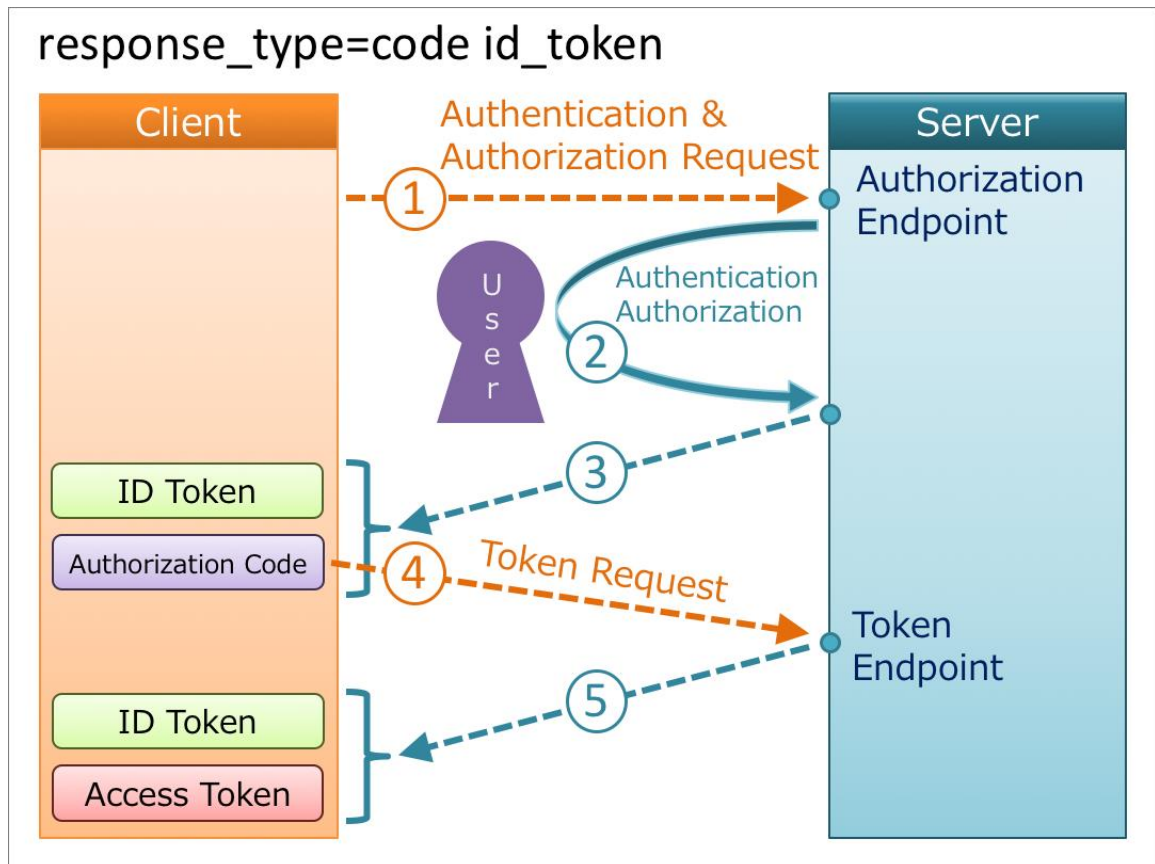 response_type=code id_token
Client
Authentication &
Authorization Request
Server
1
Authorization
Endpoint
User
Authentication
Authorization
2
3
ID Token
Authorization Code
4
Token Request
Token
Endpoint
5
ID Token
Access Token